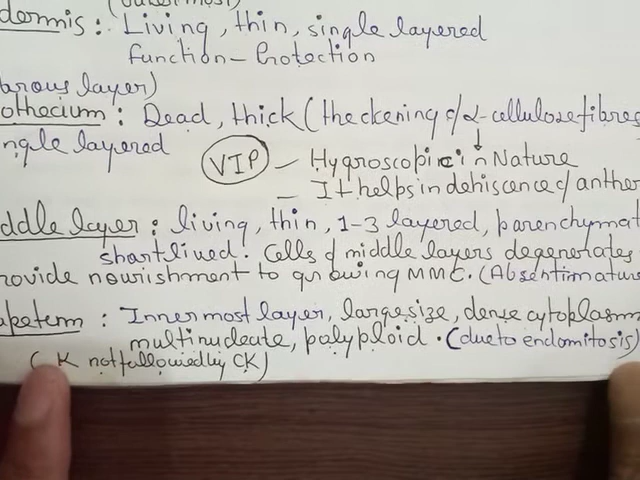 (outermost)
dermis : Living, thin, single layered
function – Protection
brous layer)
othecium : Dead, thick (theckening of α-cellulose fibres
ngle layered
VIP – Hygroscopic in Nature
– It helps in dehiscence of anther
ddle layer : living, thin, 1-3 layered, parenchymat
shortlived. Cells of middle layers degenerates
rovide nourishment to growing MMC. (Absent in mature
apetum : Innermost layer, large size, dense cytoplasm
multinucleate, polyploid. (due to endomitosis)
(K not followed by CK)